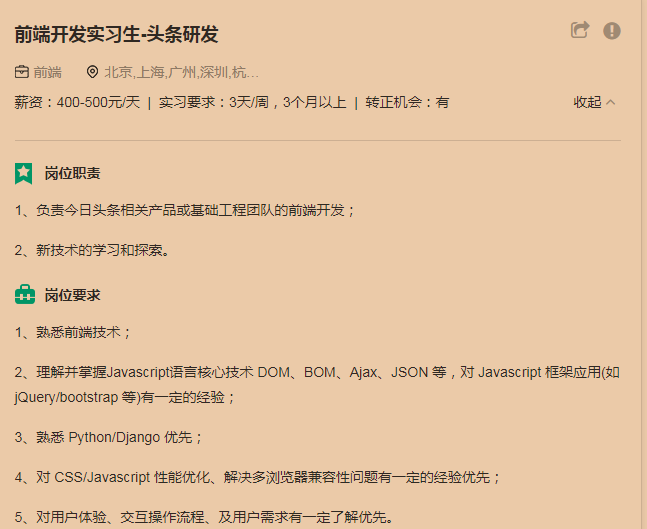 前端开发实习生-头条研发
前端 北京,上海,广州,深圳,杭...
薪资：400-500元/天 | 实习要求：3天/周，3个月以上 | 转正机会：有 收起
岗位职责
1、负责今日头条相关产品或基础工程团队的前端开发；
2、新技术的学习和探索。
岗位要求
1、熟悉前端技术；
2、理解并掌握Javascript语言核心技术 DOM、BOM、Ajax、JSON 等，对 Javascript 框架应用(如
jQuery/bootstrap 等)有一定的经验；
3、熟悉 Python/Django 优先；
4、对 CSS/Javascript 性能优化、解决多浏览器兼容性问题有一定的经验优先；
5、对用户体验、交互操作流程、及用户需求有一定了解优先。